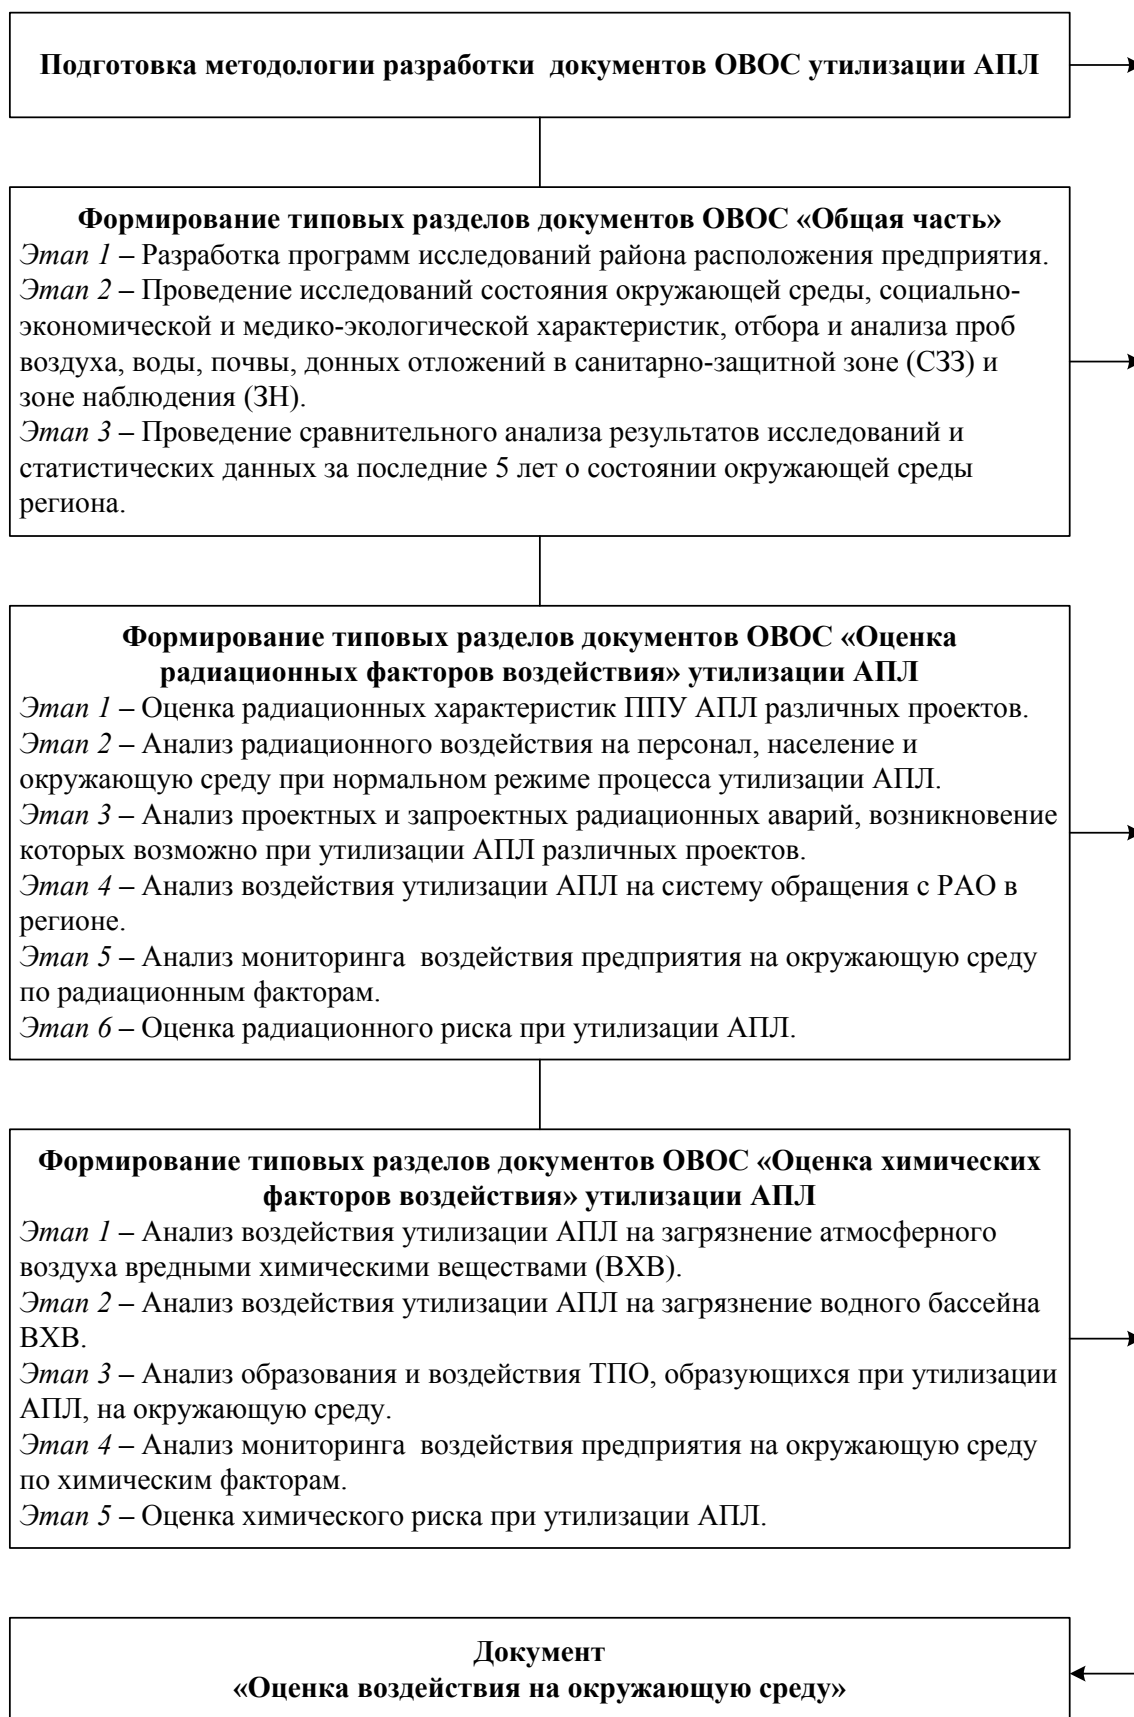 Подготовка методологии разработки  документов ОВОС утилизации АПЛ
Формирование типовых разделов документов ОВОС «Общая часть»
Этап 1 – Разработка программ исследований района расположения предприятия.
Этап 2 – Проведение исследований состояния окружающей среды, социально-
экономической и медико-экологической характеристик, отбора и анализа проб
воздуха, воды, почвы, донных отложений в санитарно-защитной зоне (СЗЗ) и
зоне наблюдения (ЗН).
Этап 3 – Проведение сравнительного анализа результатов исследований и
статистических данных за последние 5 лет о состоянии окружающей среды
региона.
Формирование типовых разделов документов ОВОС «Оценка
радиационных факторов воздействия» утилизации АПЛ
Этап 1 – Оценка радиационных характеристик ППУ АПЛ различных проектов.
Этап 2 – Анализ радиационного воздействия на персонал, население и
окружающую среду при нормальном режиме процесса утилизации АПЛ.
Этап 3 – Анализ проектных и запроектных радиационных аварий, возникновение
которых возможно при утилизации АПЛ различных проектов.
Этап 4 – Анализ воздействия утилизации АПЛ на систему обращения с РАО в
регионе.
Этап 5 – Анализ мониторинга  воздействия предприятия на окружающую среду
по радиационным факторам.
Этап 6 – Оценка радиационного риска при утилизации АПЛ.
Формирование типовых разделов документов ОВОС «Оценка химических
факторов воздействия» утилизации АПЛ
Этап 1 – Анализ воздействия утилизации АПЛ на загрязнение атмосферного
воздуха вредными химическими веществами (ВХВ).
Этап 2 – Анализ воздействия утилизации АПЛ на загрязнение водного бассейна
ВХВ.
Этап 3 – Анализ образования и воздействия ТПО, образующихся при утилизации
АПЛ, на окружающую среду.
Этап 4 – Анализ мониторинга  воздействия предприятия на окружающую среду
по химическим факторам.
Этап 5 – Оценка химического риска при утилизации АПЛ.
Документ
«Оценка воздействия на окружающую среду»